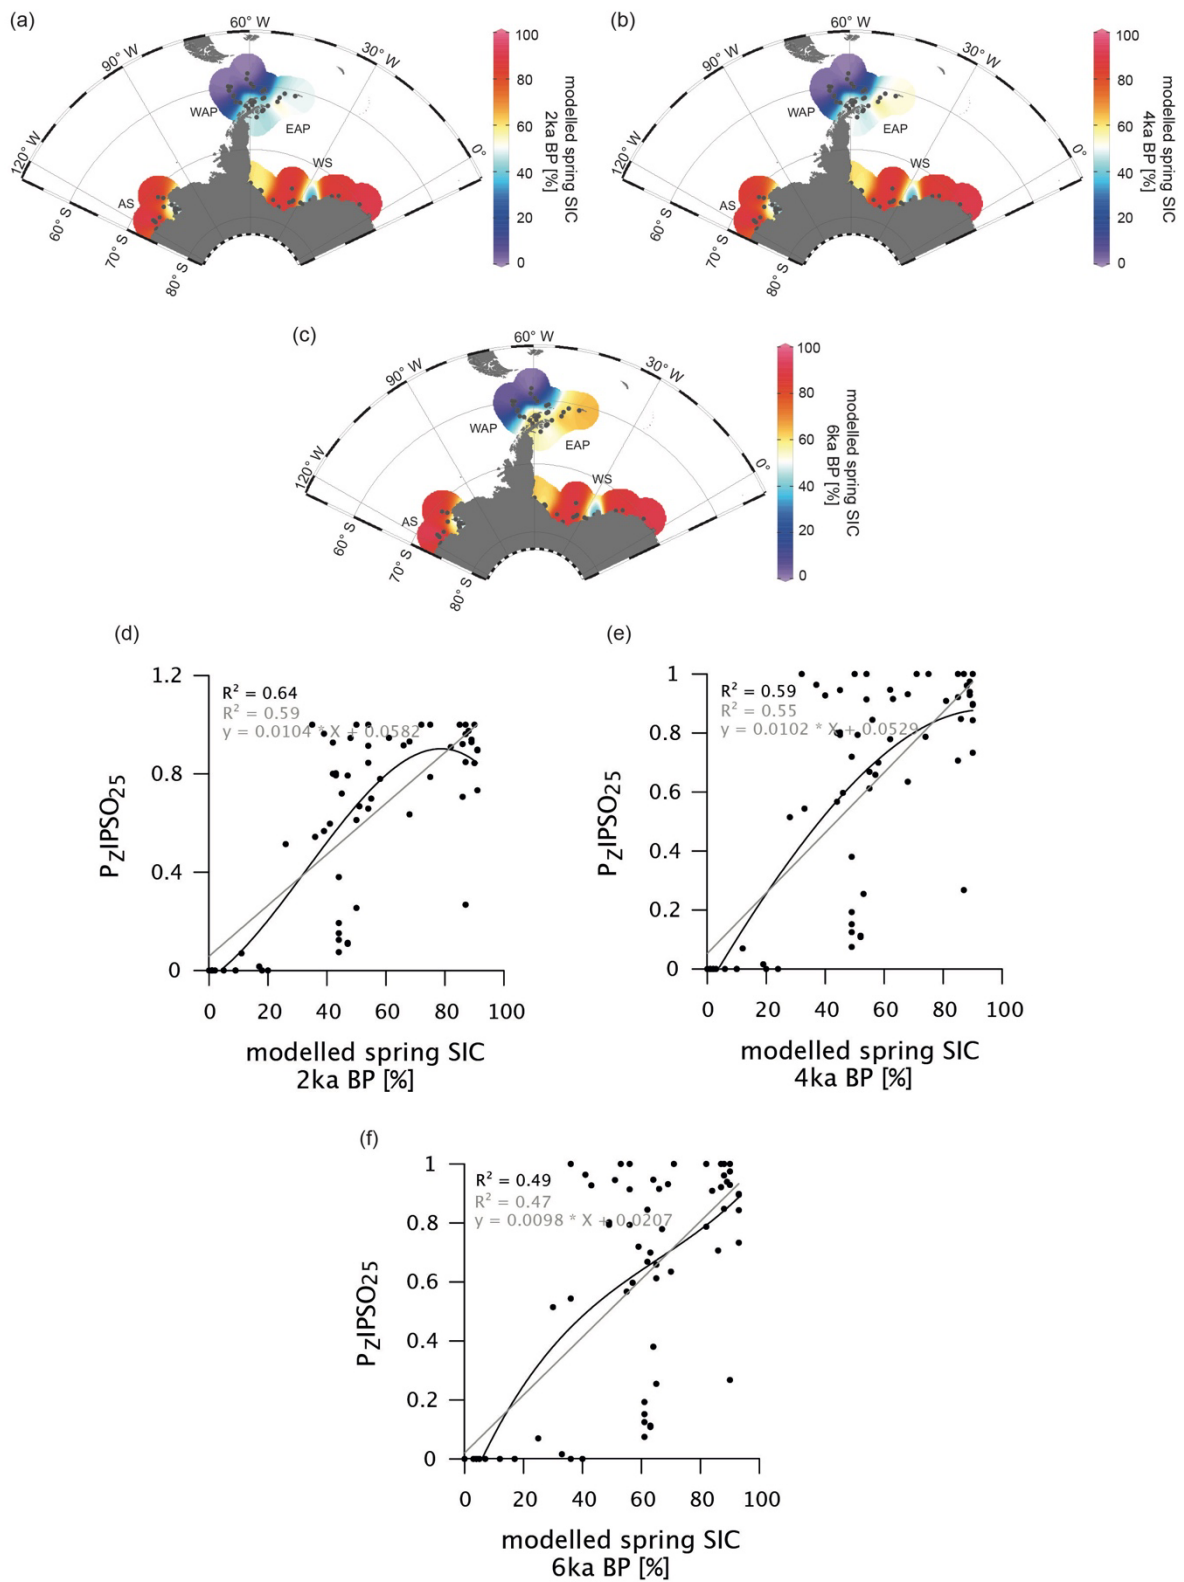 (a)
60° W
90° W
30° W
120° W
0°
WAP
EAP
WS
AS
60° S
70° S
80° S
100
80
60
40
20
0
modelled spring SIC
2ka BP [%]
(b)
60° W
90° W
30° W
120° W
0°
WAP
EAP
WS
AS
60° S
70° S
80° S
100
80
60
40
20
0
modelled spring SIC
4ka BP [%]
(c)
60° W
90° W
30° W
120° W
0°
WAP
EAP
WS
AS
60° S
70° S
80° S
100
80
60
40
20
0
modelled spring SIC
6ka BP [%]
(d)
1.2
0.8
0.4
0
PZIPSO25
R² = 0.64
R² = 0.59
y = 0.0104 * X + 0.0582
0 20 40 60 80 100
modelled spring SIC
2ka BP [%]
(e)
1
0.8
0.6
0.4
0.2
0
PZIPSO25
R² = 0.59
R² = 0.55
y = 0.0102 * X + 0.0529
0 20 40 60 80 100
modelled spring SIC
4ka BP [%]
(f)
1
0.8
0.6
0.4
0.2
0
PZIPSO25
R² = 0.49
R² = 0.47
y = 0.0098 * X + 0.0207
0 20 40 60 80 100
modelled spring SIC
6ka BP [%]